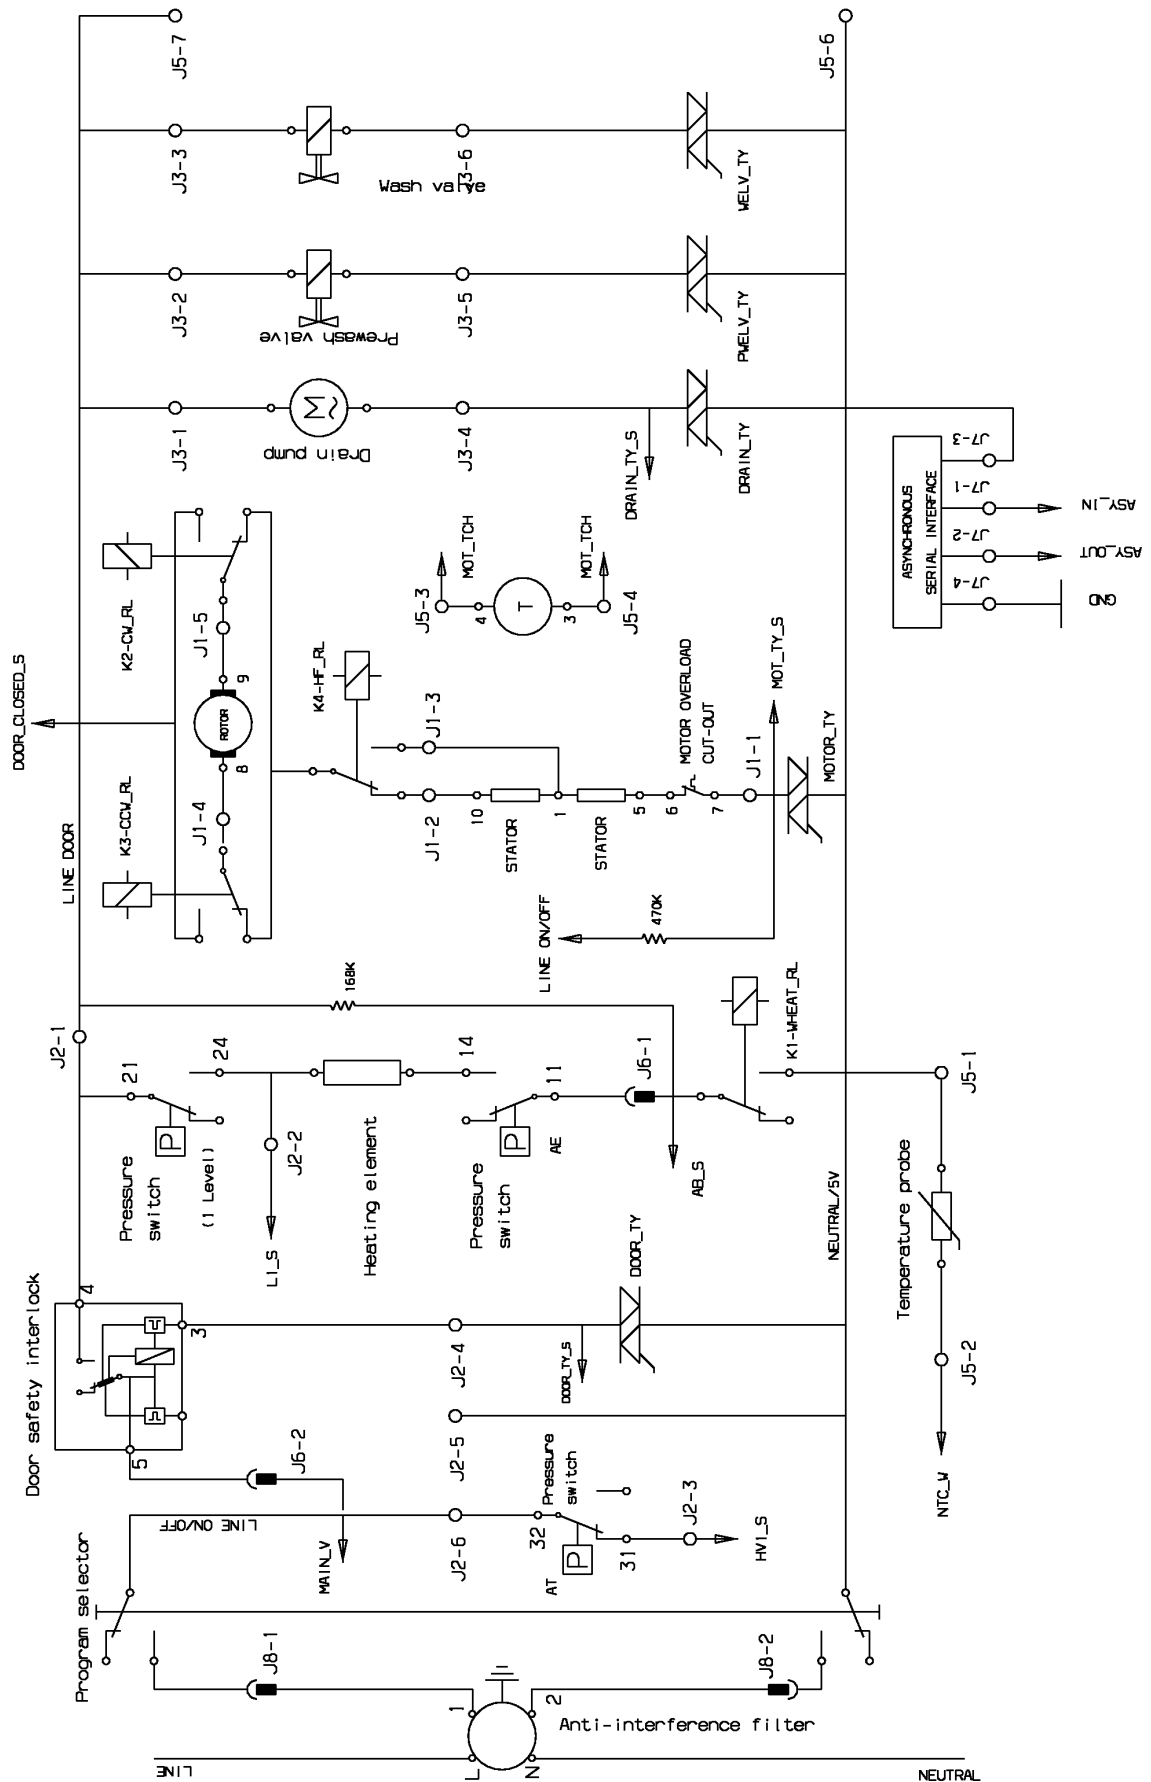 J5-7
J5-6
J3-3
J3-6
Wash valve
WELV_TY
J3-2
J3-5
Prewash valve
PWELV_TY
J3-1
J3-4
M
Drain pump
DRAIN_TY_S
DRAIN_TY
ASYNCHRONOUS
SERIAL INTERFACE
J7-3
J7-1
J7-2
J7-4
ASY_IN
ASY_OUT
GND
K2-CW_RL
J1-5
9
DOOR_CLOSED_S
ROTOR
8
J1-4
K3-CCW_RL
LINE DOOR
MOT_TCH
J5-3
4
T
3
MOT_TCH
J5-4
K4-HF_RL
J1-3
J1-2
10
STATOR
1
STATOR
5
6
MOTOR OVERLOAD
CUT-OUT
7
J1-1
MOT_TY_S
MOTOR_TY
LINE ON/OFF
470K
168K
J2-1
21
24
P
Pressure
switch
(1 Level)
J2-2
L1_S
Heating element
14
11
AE
P
Pressure
switch
J6-1
AB_S
K1-WHEAT_RL
NEUTRAL/5V
J5-1
Temperature probe
J5-2
NTC_W
Door safety interlock
4
3
5
J2-4
DOOR_TY_S
DOOR_TY
J2-5
J6-2
LINE ON/OFF
MAIN_V
J2-6
32
Pressure
switch
P
AT
31
J2-3
HV1_S
Program selector
J8-1
1
2
J8-2
Anti-interference filter
L
N
LINE
NEUTRAL